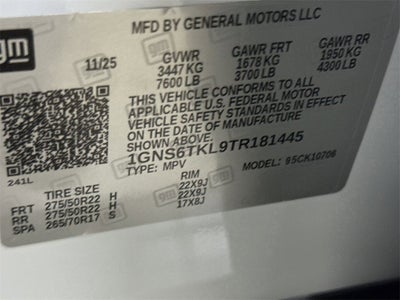 MFD BY GENERAL MOTORS LLC
gm
11/25 GVWR GAWR FRT GAWR RR
3447 KG 1678 KG 1950 KG
7600 LB 3700 LB 4300 LB
THIS VEHICLE CONFORMS TO ALL
APPLICABLE U.S. FEDERAL MOTOR
VEHICLE SAFETY STANDARDS IN EFFECT
ON THE DATE OF MANUFACTURE
SHOWN ABOVE.
1GNS6TKL9TR181445
241L TYPE: MPV MODEL: 95CK10706
TIRE SIZE RIM
FRT 275/50R22 H 22X9J
RR 275/50R22 H 22X9J
SPA 265/70R17 S 17X8J